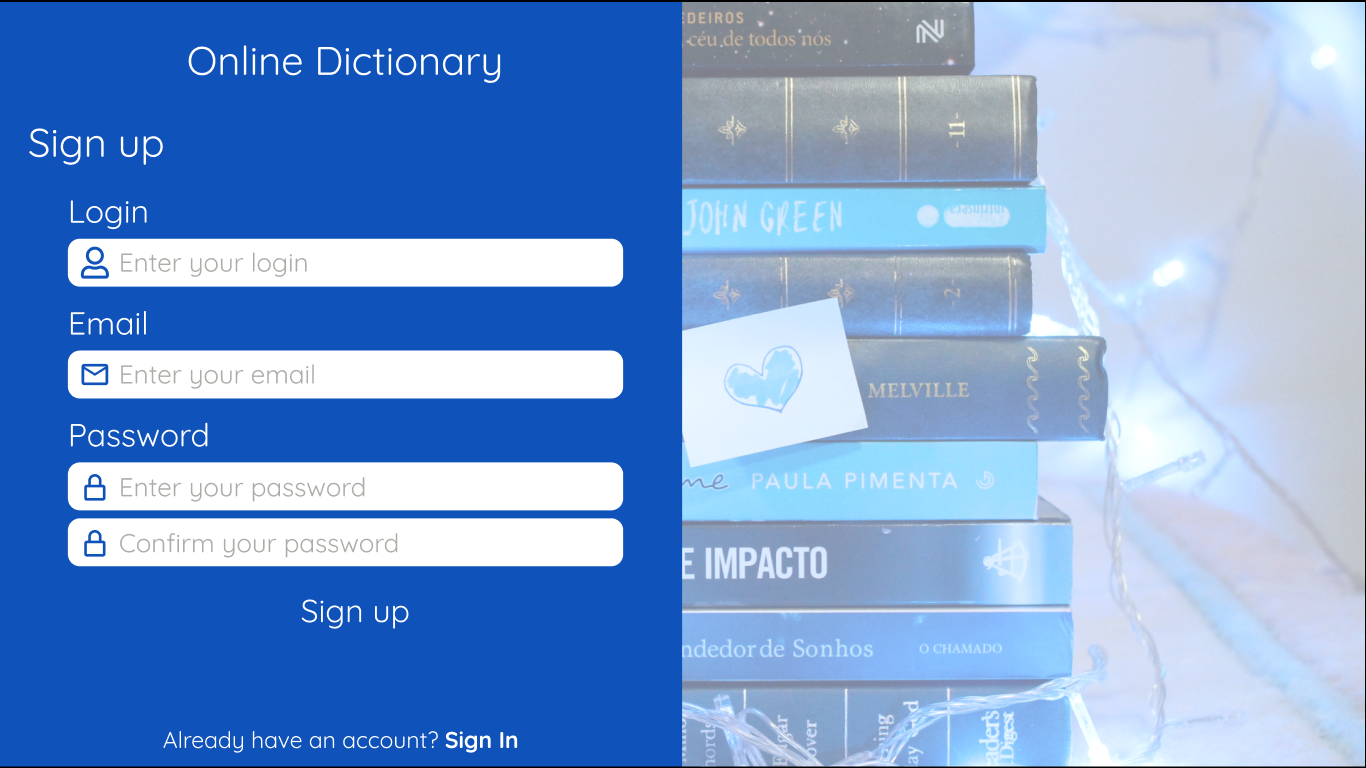 Online Dictionary
Sign up
Login
Enter your login
Email
Enter your email
Password
Enter your password
Confirm your password
Sign up
Already have an account? Sign In
EDEIROS
céu de todos nós
-11-
JOHN GREEN
intrínseca
-2-
MELVILLE
me PAULA PIMENTA
E IMPACTO
ndedor de Sonhos O CHAMADO